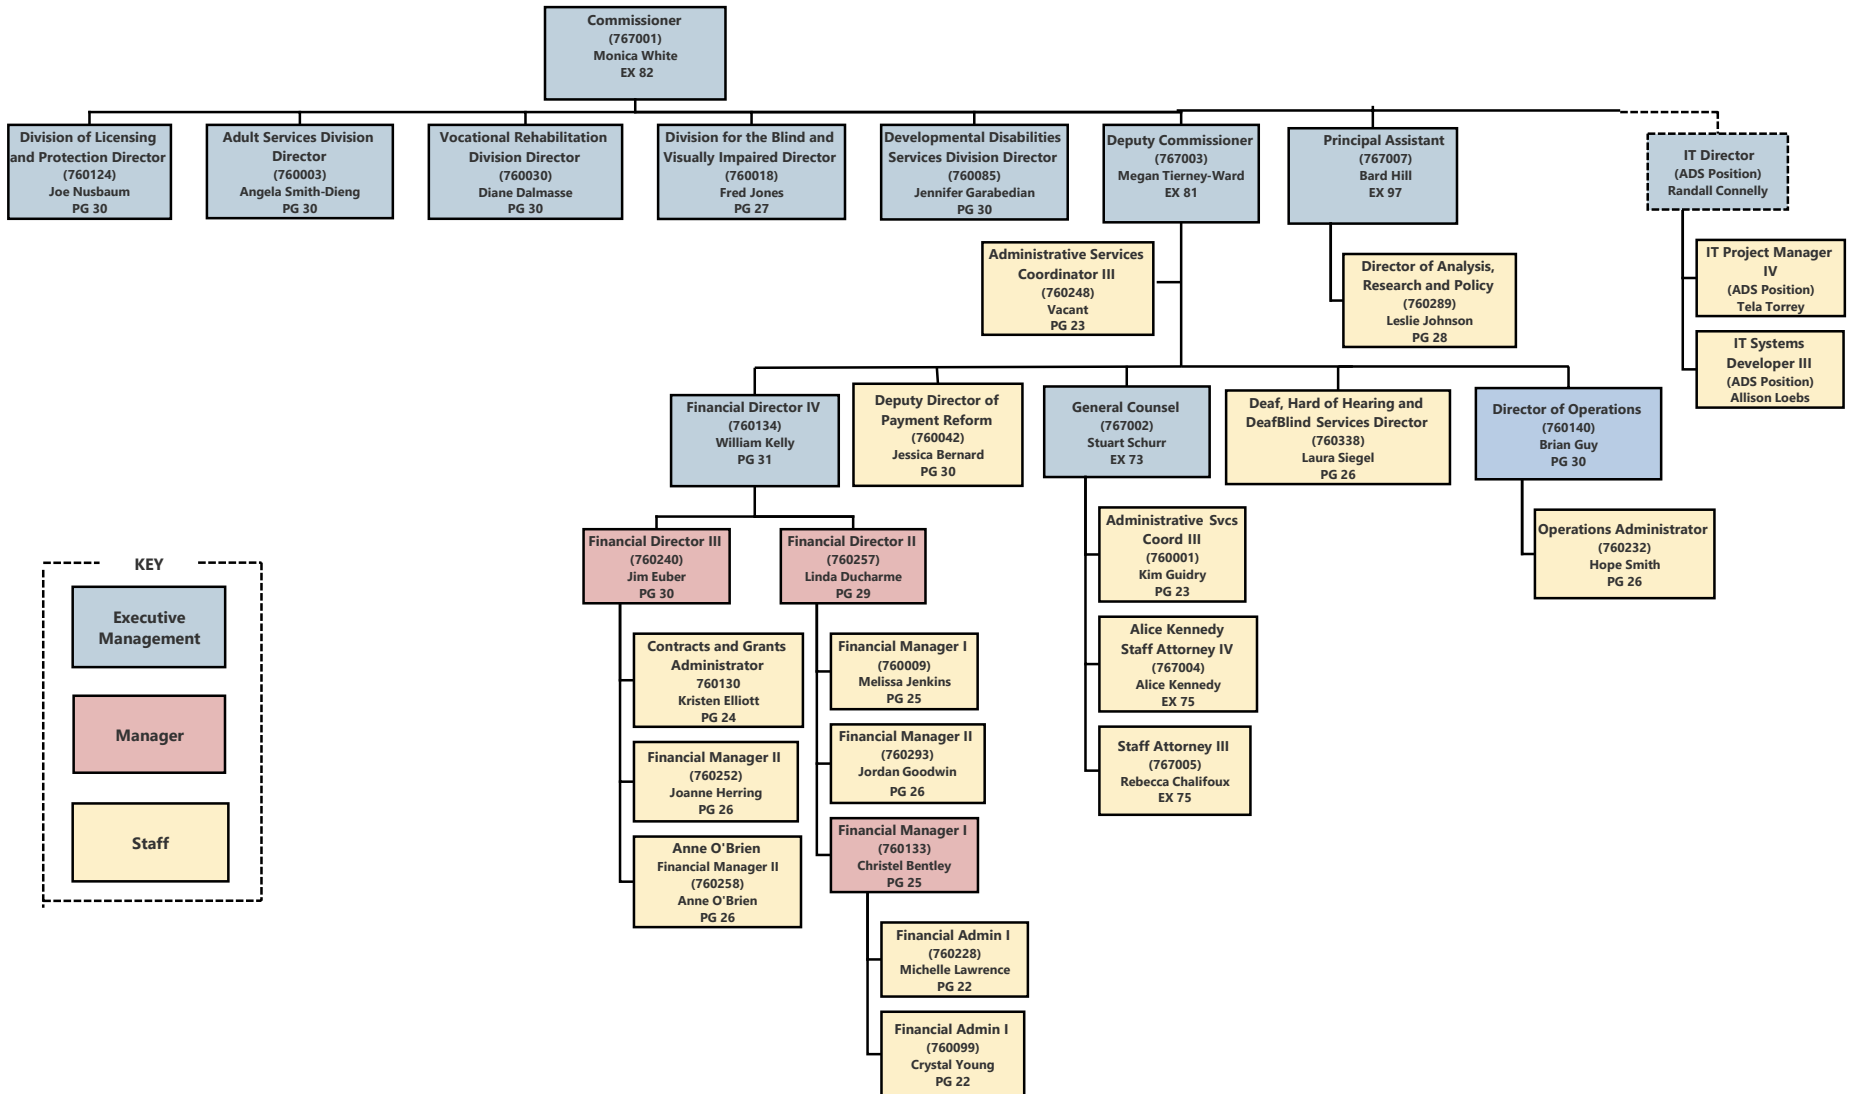 Commissioner
(767001)
Monica White
EX 82
Division of Licensing
and Protection Director
(760124)
Joe Nusbaum
PG 30
Adult Services Division
Director
(760003)
Angela Smith-Dieng
PG 30
Vocational Rehabilitation
Division Director
(760030)
Diane Dalmasse
PG 30
Division for the Blind and
Visually Impaired Director
(760018)
Fred Jones
PG 27
Developmental Disabilities
Services Division Director
(760085)
Jennifer Garabedian
PG 30
Deputy Commissioner
(767003)
Megan Tierney-Ward
EX 81
Principal Assistant
(767007)
Bard Hill
EX 97
IT Director
(ADS Position)
Randall Connelly
Administrative Services
Coordinator III
(760248)
Vacant
PG 23
Director of Analysis,
Research and Policy
(760289)
Leslie Johnson
PG 28
IT Project Manager
IV
(ADS Position)
Tela Torrey
IT Systems
Developer III
(ADS Position)
Allison Loebs
Financial Director IV
(760134)
William Kelly
PG 31
Deputy Director of
Payment Reform
(760042)
Jessica Bernard
PG 30
General Counsel
(767002)
Stuart Schurr
EX 73
Deaf, Hard of Hearing and
DeafBlind Services Director
(760338)
Laura Siegel
PG 26
Director of Operations
(760140)
Brian Guy
PG 30
Financial Director III
(760240)
Jim Euber
PG 30
Financial Director II
(760257)
Linda Ducharme
PG 29
Administrative Svcs
Coord III
(760001)
Kim Guidry
PG 23
Operations Administrator
(760232)
Hope Smith
PG 26
KEY
Executive
Management
Manager
Staff
Contracts and Grants
Administrator
760130
Kristen Elliott
PG 24
Financial Manager II
(760252)
Joanne Herring
PG 26
Anne O'Brien
Financial Manager II
(760258)
Anne O'Brien
PG 26
Financial Manager I
(760009)
Melissa Jenkins
PG 25
Financial Manager II
(760293)
Jordan Goodwin
PG 26
Financial Manager I
(760133)
Christel Bentley
PG 25
Alice Kennedy
Staff Attorney IV
(767004)
Alice Kennedy
EX 75
Staff Attorney III
(767005)
Rebecca Chalifoux
EX 75
Financial Admin I
(760228)
Michelle Lawrence
PG 22
Financial Admin I
(760099)
Crystal Young
PG 22